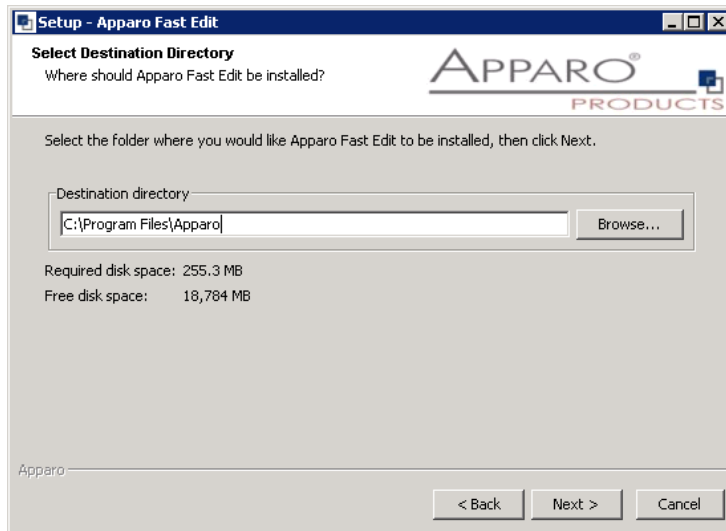 Setup - Apparo Fast Edit
Select Destination Directory
Where should Apparo Fast Edit be installed?
APPARO®
PRODUCTS
Select the folder where you would like Apparo Fast Edit to be installed, then click Next.
Destination directory
C:\Program Files\Apparo
Browse...
Required disk space: 255.3 MB
Free disk space: 18,784 MB
Apparo
< Back Next > Cancel